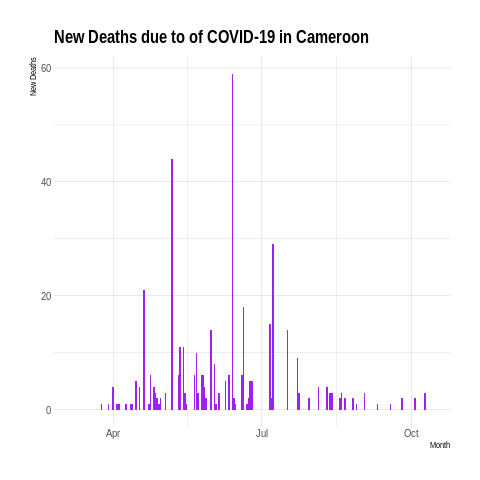 New Deaths due to of COVID-19 in Cameroon
New Deaths
60
40
20
0
Apr
Jul
Oct
Month